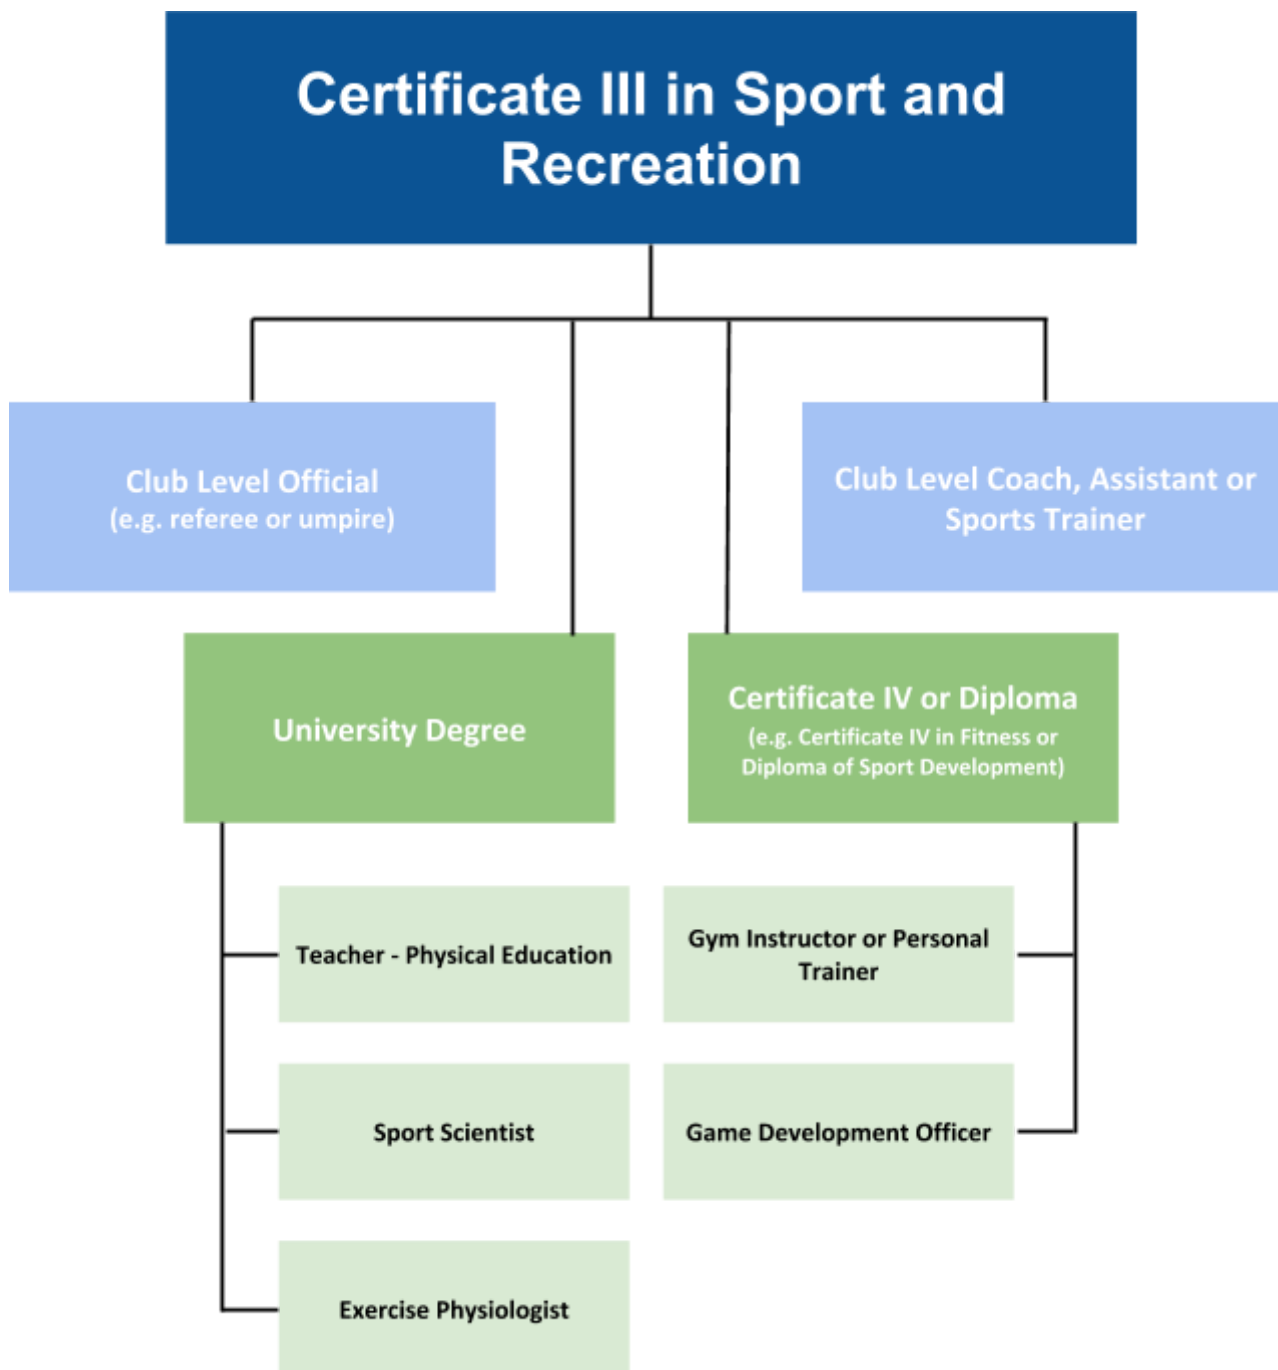 Certificate III in Sport and
Recreation
Club Level Official
(e.g. referee or umpire)
Club Level Coach, Assistant or
Sports Trainer
University Degree
Certificate IV or Diploma
(e.g. Certificate IV in Fitness or
Diploma of Sport Development)
Teacher - Physical Education
Gym Instructor or Personal
Trainer
Sport Scientist
Game Development Officer
Exercise Physiologist